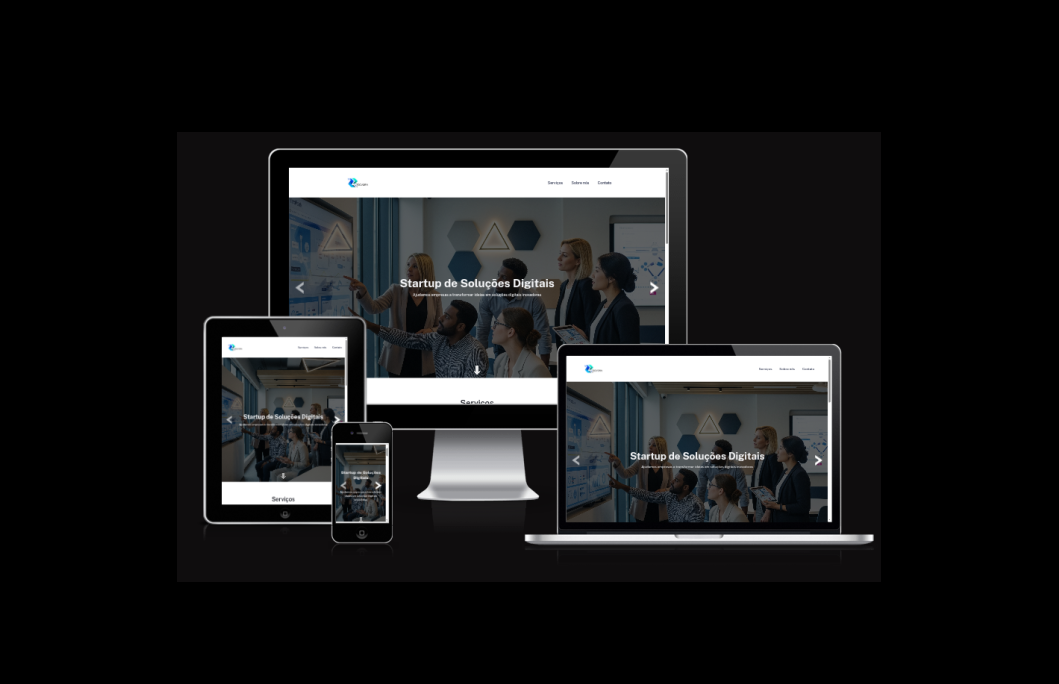 Serviços Sobre nós Contato
Startup de Soluções Digitais
Ajudamos empresas a transformar ideias em soluções digitais inovadoras
Serviços
Serviços Sobre nós Contato
Startup de Soluções Digitais
Serviços
Startup de Soluções
Digitais
Serviços Sobre nós Contato
Startup de Soluções Digitais
Ajudamos empresas a transformar ideias em soluções digitais inovadoras